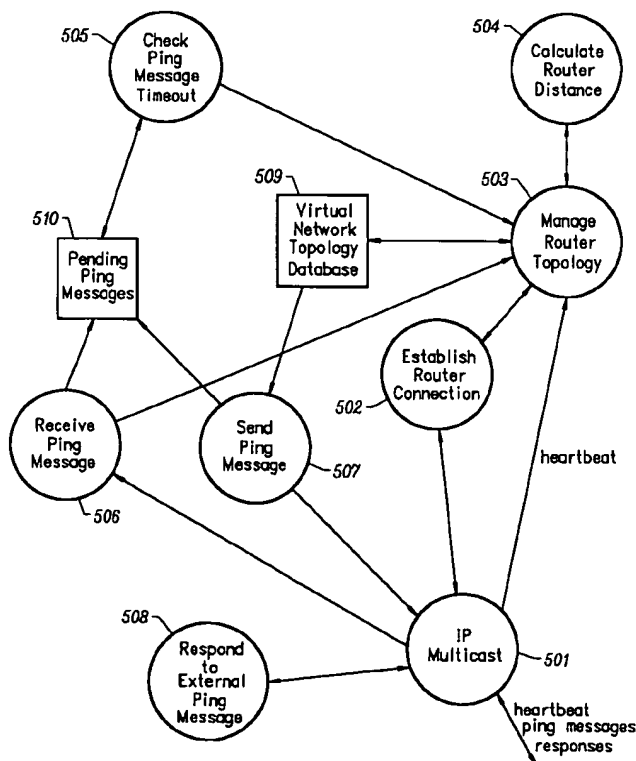 505
Check
Ping
Message
Timeout
504
Calculate
Router
Distance
503
Manage
Router
Topology
509
Virtual
Network
Topology
Database
510
Pending
Ping
Messages
Establish
Router
Connection
502
Receive
Ping
Message
506
Send
Ping
Message
507
heartbeat
508
Respond
to
External
Ping
Message
IP
Multicast
501
heartbeat
ping messages
responses